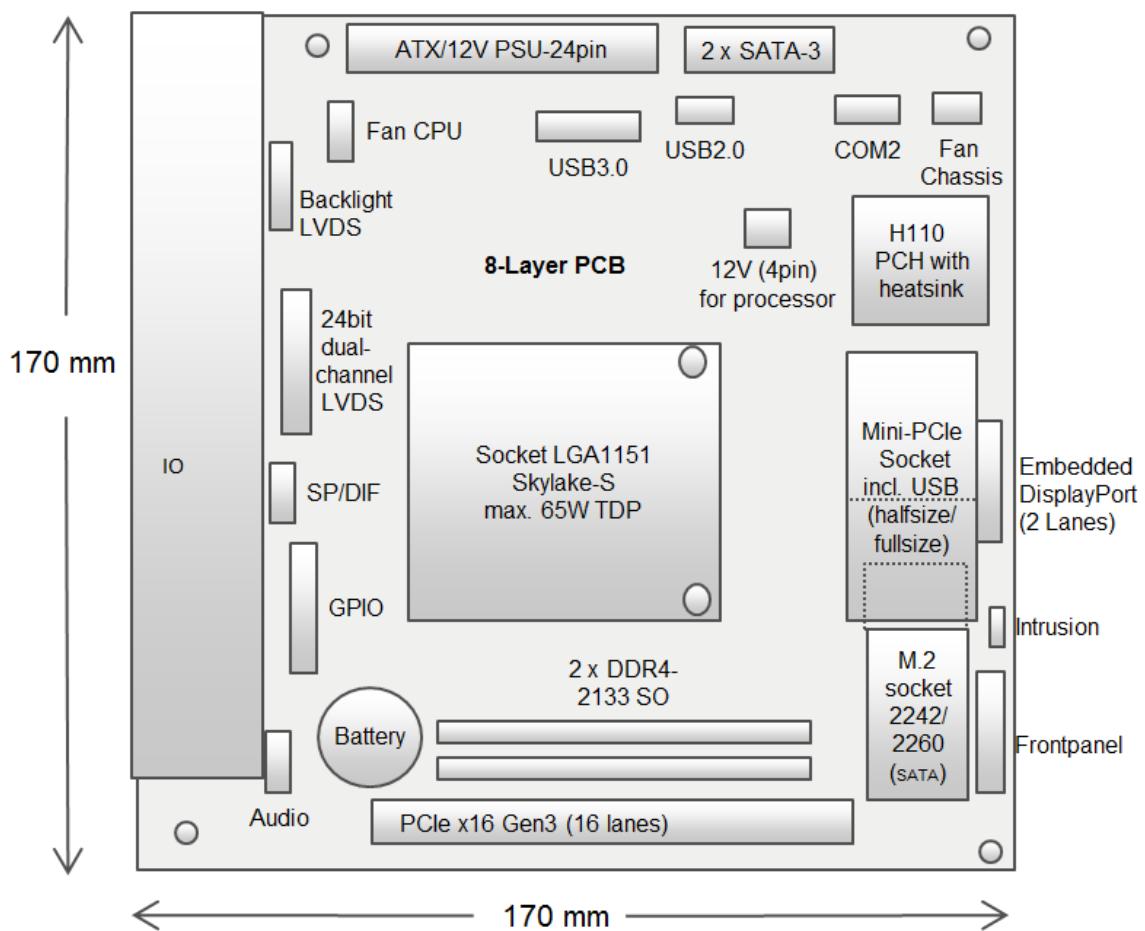 ATX/12V PSU-24pin
2 x SATA-3
Fan CPU
USB3.0
USB2.0
COM2
Fan
Chassis
Backlight
LVDS
8-Layer PCB
12V (4pin)
for processor
H110
PCH with
heatsink
24bit
dual-
channel
LVDS
170 mm
IO
Socket LGA1151
Skylake-S
max. 65W TDP
Mini-PCIe
Socket
incl. USB
(halfsize/
fullsize)
Embedded
DisplayPort
(2 Lanes)
SP/DIF
GPIO
Intrusion
2 x DDR4-
2133 SO
M.2
socket
2242/
2260
(SATA)
Battery
Frontpanel
Audio
PCIe x16 Gen3 (16 lanes)
170 mm